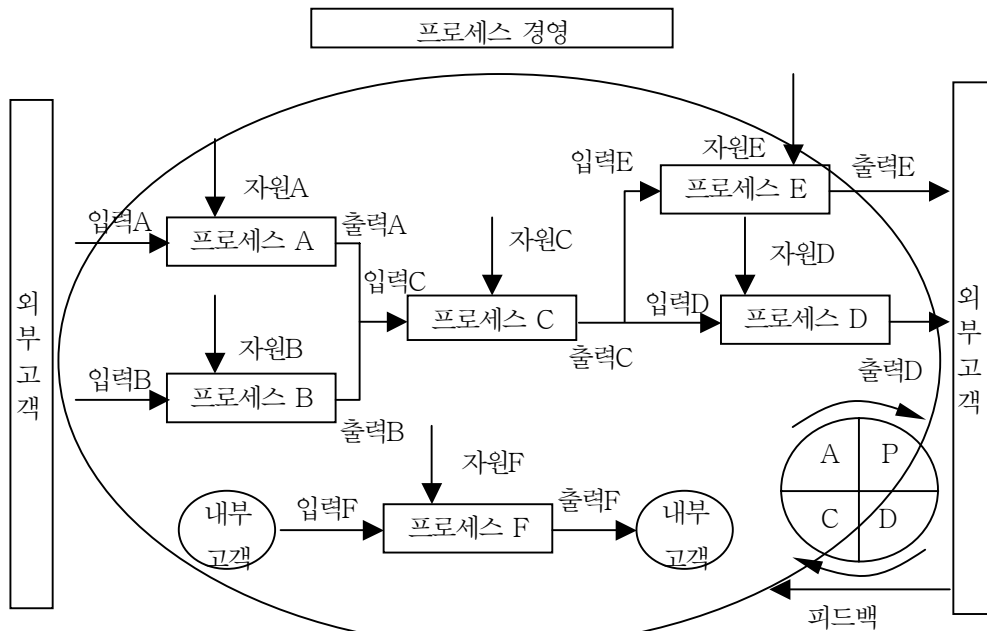 프로세스 경영
외부고객
입력A
자원A
프로세스 A
출력A
입력B
자원B
프로세스 B
출력B
입력C
자원C
프로세스 C
출력C
입력E
자원E
프로세스 E
출력E
입력D
자원D
프로세스 D
출력D
내부
고객
입력F
자원F
프로세스 F
출력F
내부
고객
A
P
C
D
피드백
외부고객